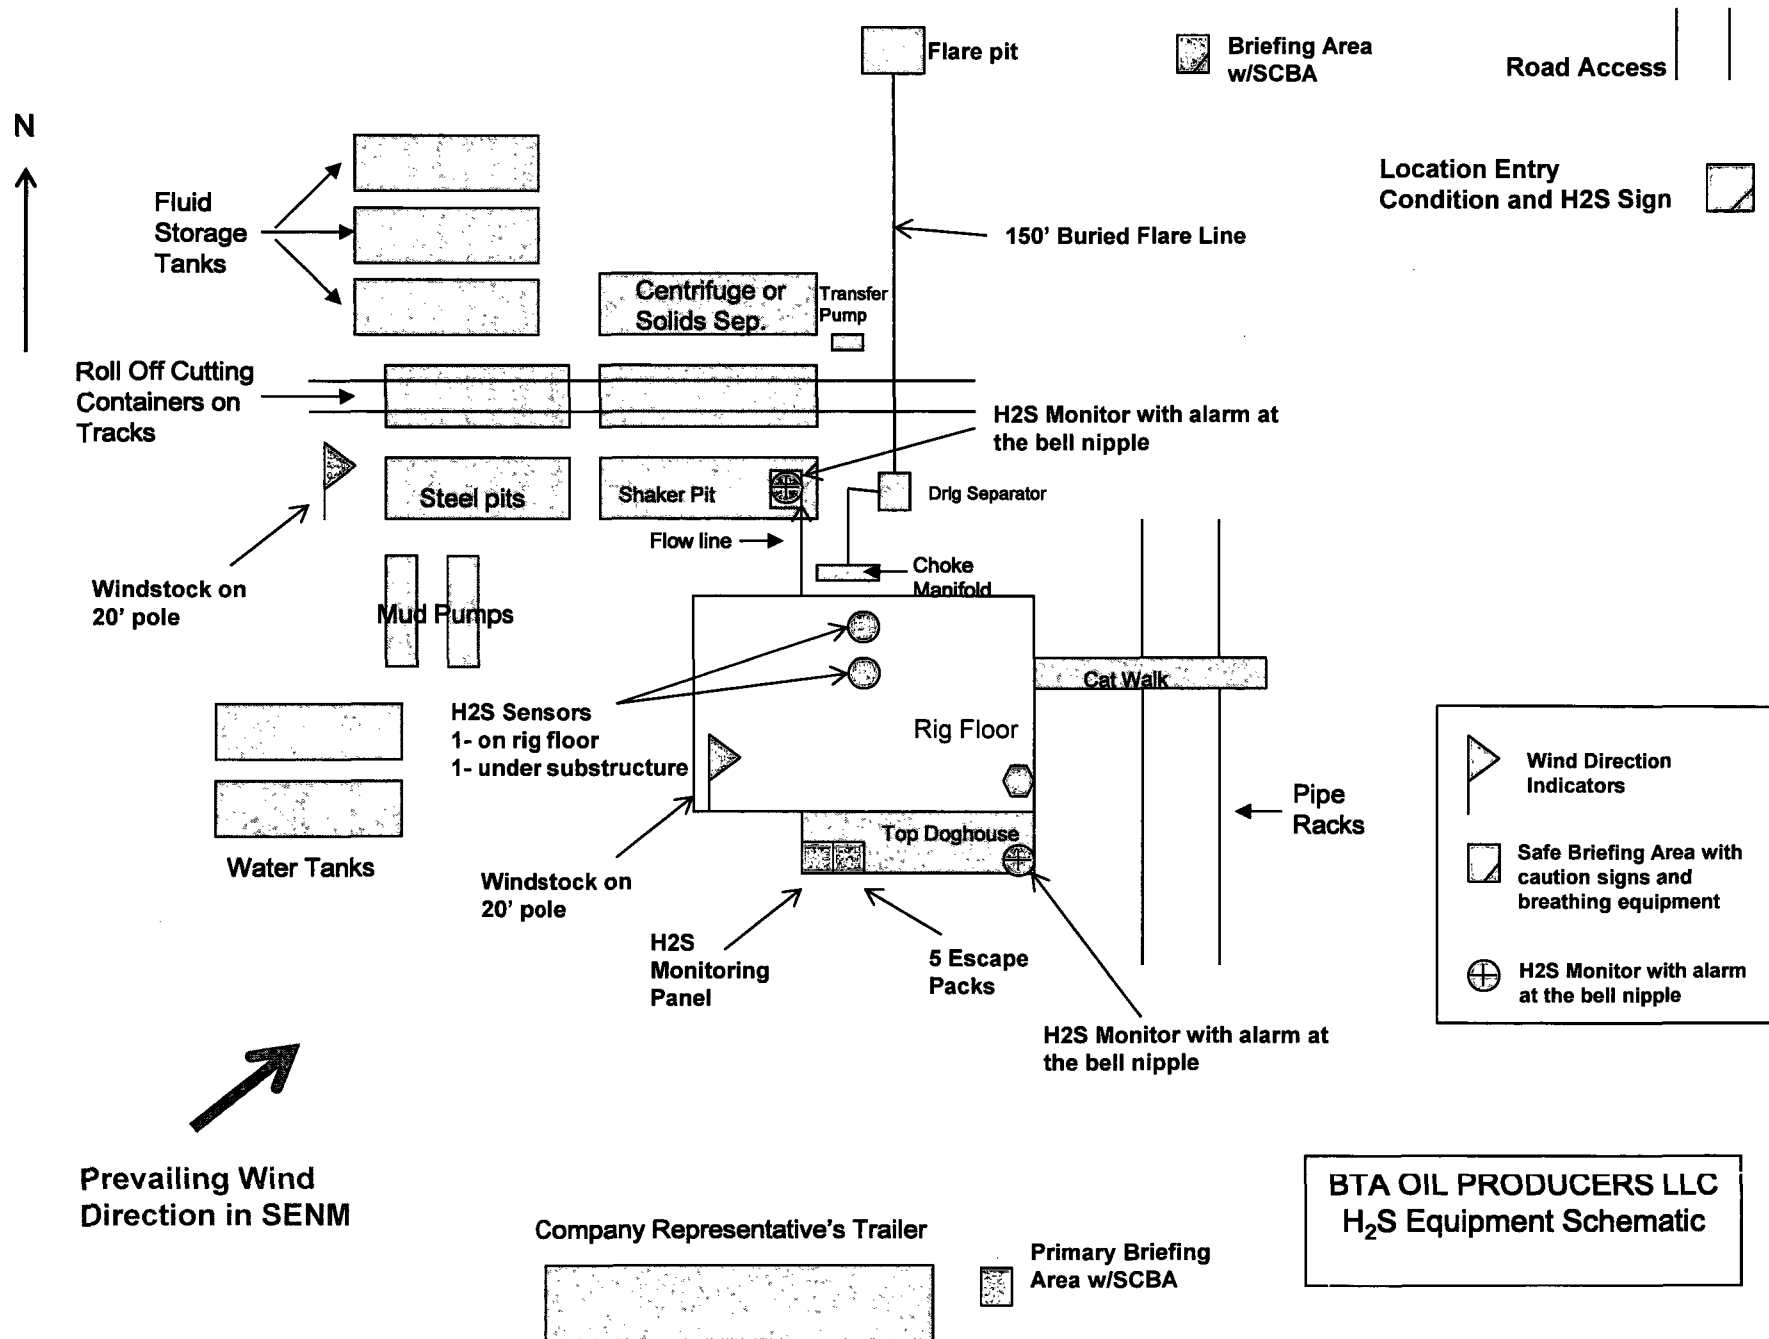 Flare pit
Briefing Area
w/SCBA
Road Access
N
Location Entry
Condition and H2S Sign
Fluid
Storage
Tanks
150' Buried Flare Line
Centrifuge or
Solids Sep.
Transfer
Pump
Roll Off Cutting
Containers on
Tracks
H2S Monitor with alarm at
the bell nipple
Steel pits
Shaker Pit
Drlg Separator
Flow line
Choke
Manifold
Windstock on
20' pole
Mud Pumps
Cat Walk
H2S Sensors
1- on rig floor
1- under substructure
Rig Floor
Wind Direction
Indicators
Pipe
Racks
Top Doghouse
Safe Briefing Area with
caution signs and
breathing equipment
Water Tanks
Windstock on
20' pole
H2S
Monitoring
Panel
5 Escape
Packs
H2S Monitor with alarm
at the bell nipple
H2S Monitor with alarm at
the bell nipple
Prevailing Wind
Direction in SENM
BTA OIL PRODUCERS LLC
H₂S Equipment Schematic
Company Representative's Trailer
Primary Briefing
Area w/SCBA